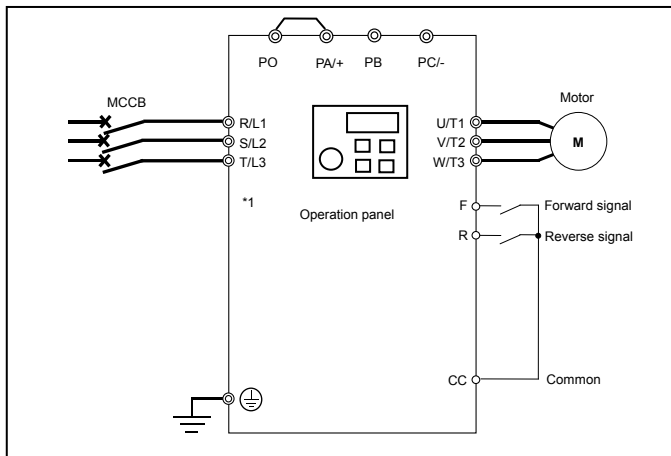 PO
PA/+
PB
PC/-
MCCB
R/L1
S/L2
T/L3
*1
Operation panel
U/T1
V/T2
W/T3
Motor
M
F
Forward signal
R
Reverse signal
CC
Common